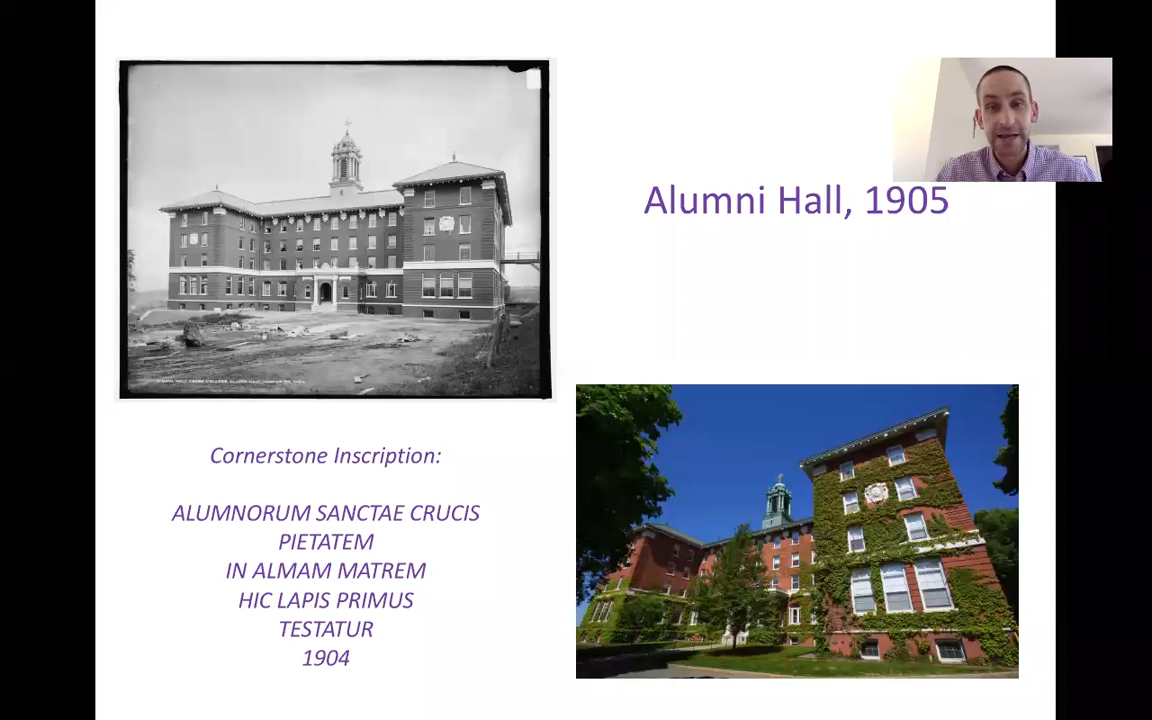 Alumni Hall, 1905
Cornerstone Inscription:
ALUMNORUM SANCTAE CRUCIS
PIETATEM
IN ALMAM MATREM
HIC LAPIS PRIMUS
TESTATUR
1904